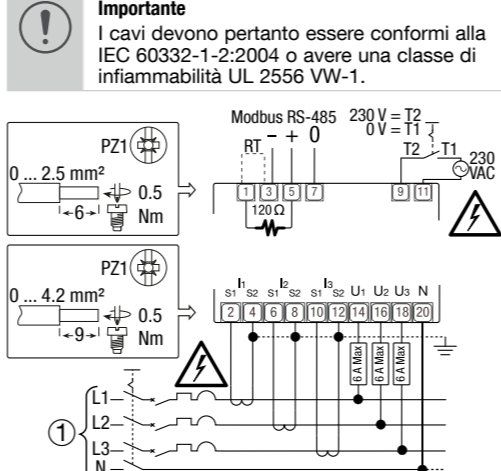 Importante
I cavi devono pertanto essere conformi alla
IEC 60332-1-2:2004 o avere una classe di
infiammabilità UL 2556 VW-1.
PZ1
0 ... 2.5 mm²
6
0.5
Nm
Modbus RS-485
RT − + 0
230 V = T2
0 V = T1
T2 T1
230
VAC
1 3 5 7 9 11
120 Ω
PZ1
0 ... 4.2 mm²
9
0.5
Nm
I1 I2 I3
S1 S2 S1 S2 S1 S2 U1 U2 U3 N
2 4 6 8 10 12 14 16 18 20
6 A Max 6 A Max 6 A Max
1
L1
L2
L3
N